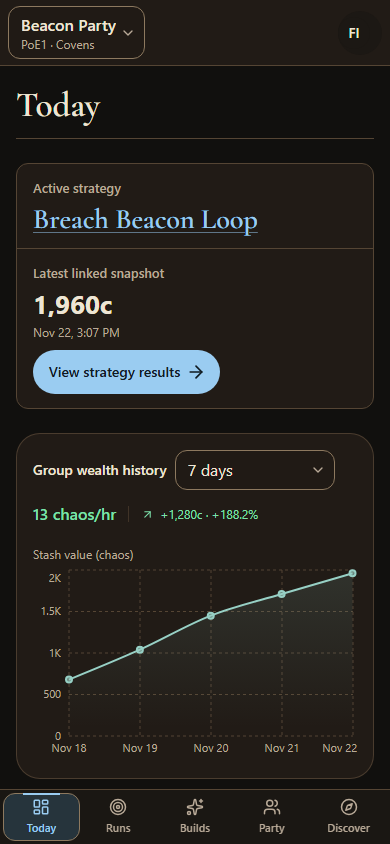 Beacon Party
PoE1 · Covens
FI
Today
Active strategy
Breach Beacon Loop
Latest linked snapshot
1,960c
Nov 22, 3:07 PM
View strategy results
Group wealth history
7 days
13 chaos/hr
+1,280c · +188.2%
Stash value (chaos)
2K
1.5K
1K
500
0
Nov 18 Nov 19 Nov 20 Nov 21 Nov 22
Today Runs Builds Party Discover